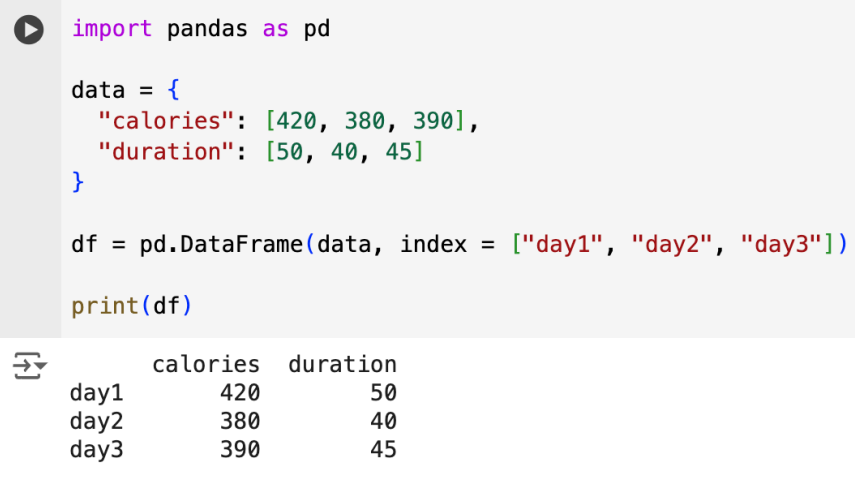 import pandas as pd
data = {
  "calories": [420, 380, 390],
  "duration": [50, 40, 45]
}
df = pd.DataFrame(data, index = ["day1", "day2", "day3"])
print(df)
      calories  duration
day1       420        50
day2       380        40
day3       390        45